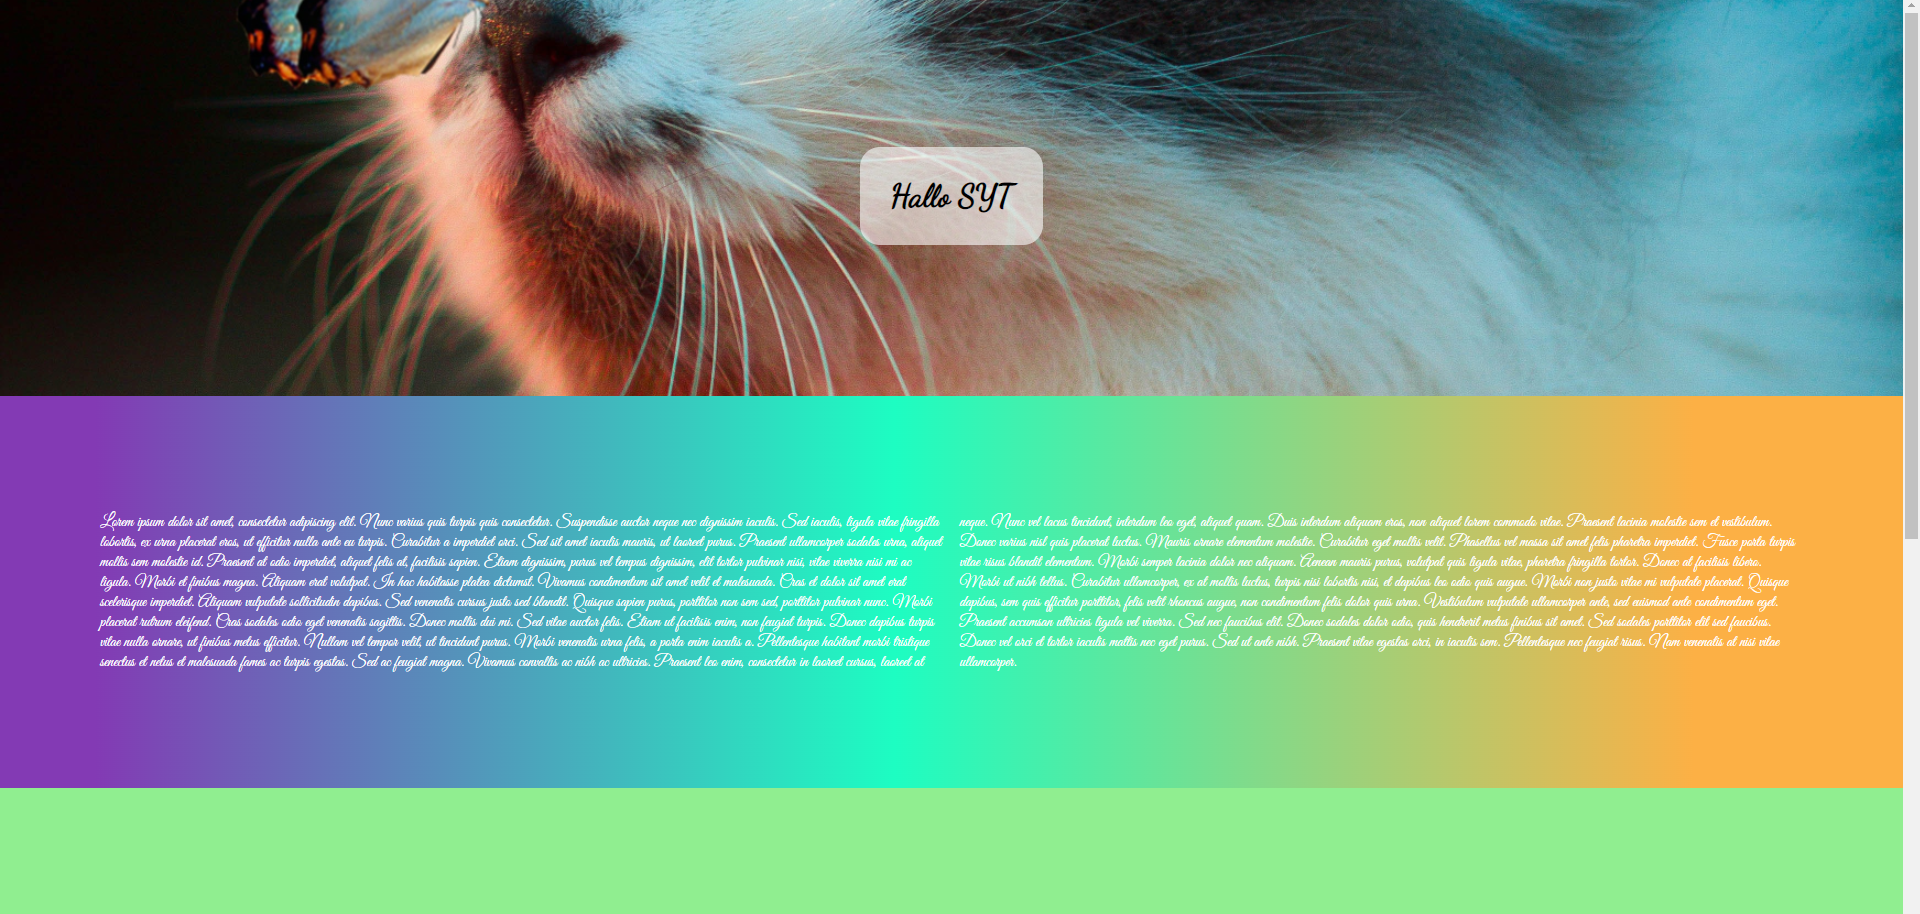 Hallo SYT
Lorem ipsum dolor sit amet, consectetur adipiscing elit. Nunc varius quis turpis quis consectetur. Suspendisse auctor neque nec dignissim iaculis. Sed iaculis, ligula vitae fringilla
lobortis, ex urna placerat eros, ut efficitur nulla ante eu turpis. Curabitur a imperdiet orci. Sed sit amet iaculis mauris, ut laoreet purus. Praesent ullamcorper sodales urna, aliquet
mollis sem molestie id. Praesent at odio imperdiet, aliquet felis at, facilisis sapien. Etiam dignissim, purus vel tempus dignissim, elit tortor pulvinar nisi, vitae viverra nisi mi ac
ligula. Morbi et finibus magna. Aliquam erat volutpat. In hac habitasse platea dictumst. Vivamus condimentum sit amet velit et malesuada. Cras et dolor sit amet erat
scelerisque imperdiet. Aliquam vulputate sollicitudin dapibus. Sed venenatis cursus justo sed blandit. Quisque sapien purus, porttitor non sem sed, porttitor pulvinar nunc. Morbi
placerat rutrum eleifend. Cras sodales odio eget venenatis sagittis. Donec mollis dui mi. Sed vitae auctor felis. Etiam ut facilisis enim, non feugiat turpis. Donec dapibus turpis
vitae nulla ornare, ut finibus metus efficitur. Nullam vel tempor velit, ut tincidunt purus. Morbi venenatis urna felis, a porta enim iaculis a. Pellentesque habitant morbi tristique
senectus et netus et malesuada fames ac turpis egestas. Sed ac feugiat magna. Vivamus convallis ac nibh ac ultricies. Praesent leo enim, consectetur in laoreet cursus, laoreet at
neque. Nunc vel lacus tincidunt, interdum leo eget, aliquet quam. Duis interdum aliquam eros, non aliquet lorem commodo vitae. Praesent lacinia molestie sem et vestibulum.
Donec varius nisl quis placerat luctus. Mauris ornare elementum molestie. Curabitur eget mollis velit. Phasellus vel massa sit amet felis pharetra imperdiet. Fusce porta turpis
vitae risus blandit elementum. Morbi semper lacinia dolor nec aliquam. Aenean mauris purus, volutpat quis ligula vitae, pharetra fringilla tortor. Donec at facilisis libero.
Morbi at nibh tellus. Curabitur ullamcorper, ex at mollis luctus, turpis nisi lobortis nisi, et dapibus leo odio quis augue. Morbi non justo vitae mi vulputate placerat. Quisque
dapibus, sem quis efficitur porttitor, felis velit rhoncus augue, non condimentum felis dolor quis urna. Vestibulum vulputate ullamcorper ante, sed euismod ante condimentum eget.
Praesent accumsan ultricies ligula vel viverra. Sed nec faucibus elit. Donec sodales dolor odio, quis hendrerit metus finibus sit amet. Sed sodales porttitor elit sed faucibus.
Donec vel orci et tortor iaculis mattis nec eget purus. Sed ut ante nibh. Praesent vitae egestas orci, in iaculis sem. Pellentesque nec feugiat risus. Nam venenatis at nisi vitae
ullamcorper.